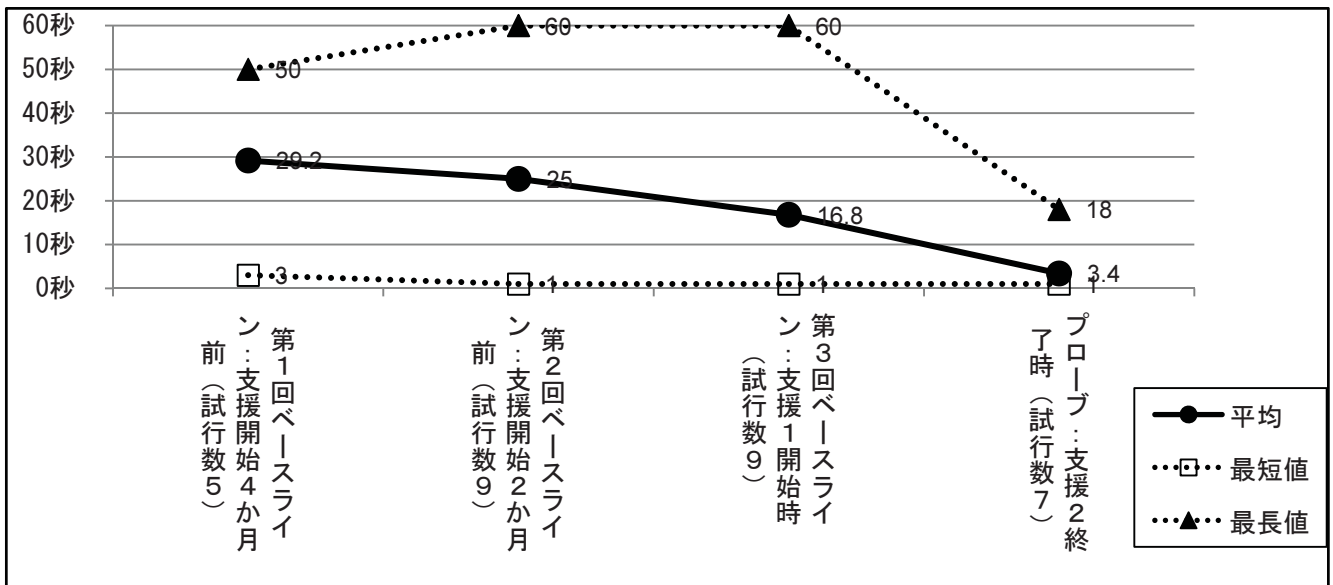 60秒
50秒
40秒
30秒
20秒
10秒
0秒
50
60
60
18
29.2
25
16.8
3.4
3
1
1
1
第1回ベースライ
ン：支援開始4か月
前（試行数5）
第2回ベースライ
ン：支援開始2か月
前（試行数9）
第3回ベースライ
ン：支援1開始時
（試行数9）
プローブ：支援2終
了時（試行数7）
平均
最短値
最長値